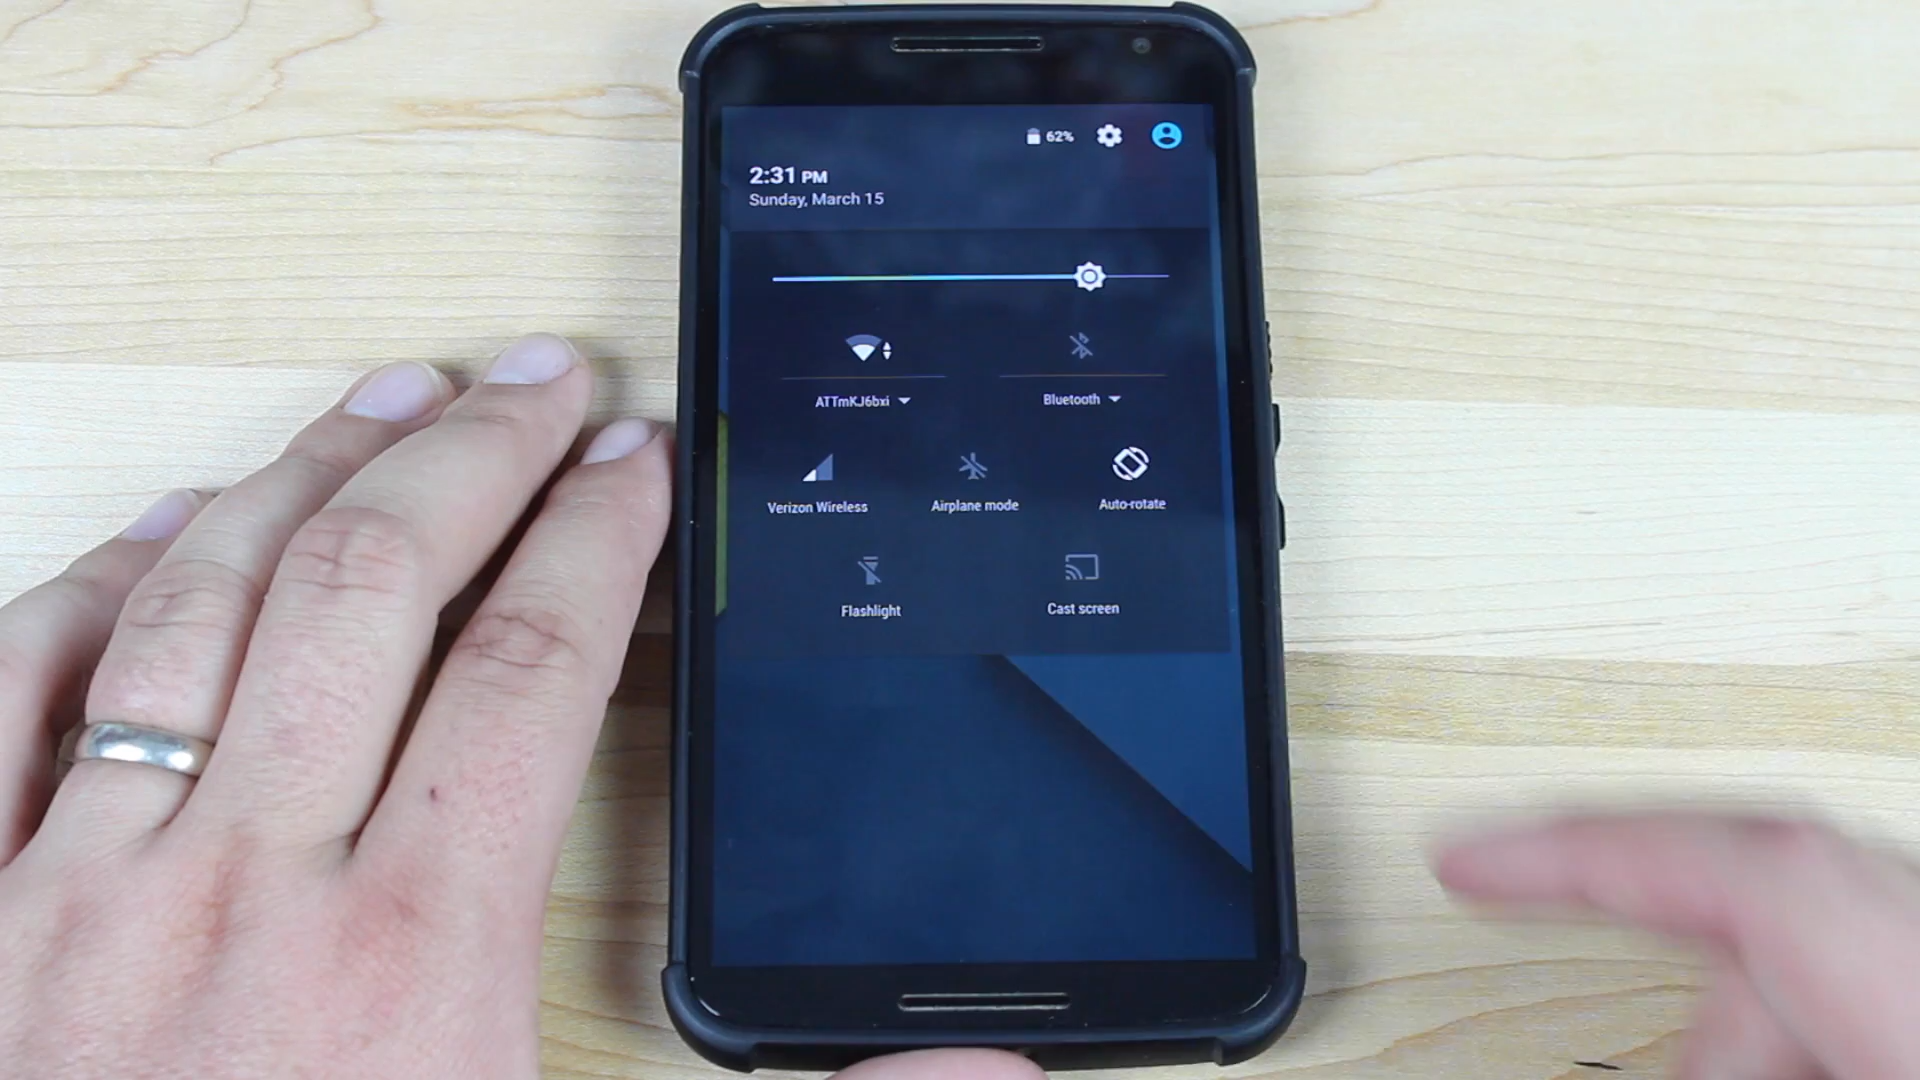 62%
2:31 PM
Sunday, March 15
ATTmKJ6bxi
Bluetooth
Verizon Wireless
Airplane mode
Auto-rotate
Flashlight
Cast screen